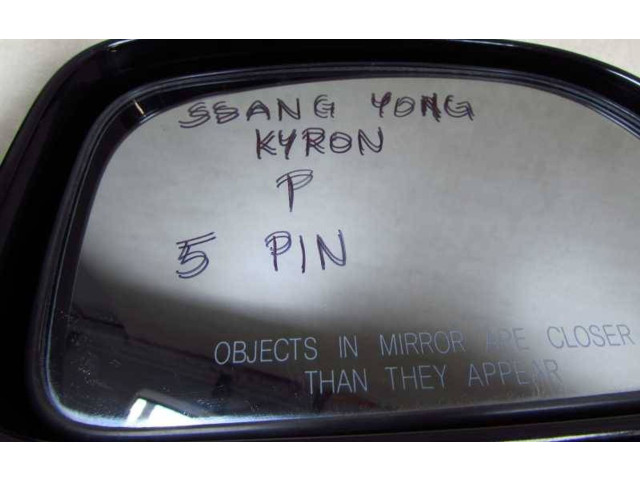 SSANG YONG
KYRON
P
5 PIN
OBJECTS IN MIRROR ARE CLOSER
THAN THEY APPEAR